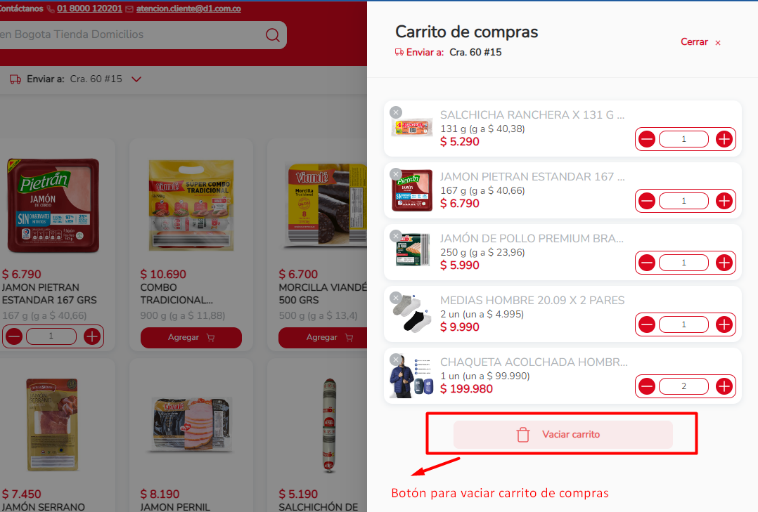 Contáctanos 01 8000 120201 atencion.cliente@d1.com.co
en Bogota Tienda Domicilios
Enviar a: Cra. 60 #15
Pietrán
JAMÓN
SIN
$ 6.790
JAMON PIETRAN
ESTANDAR 167 GRS
167 g (g a $ 40,66)
1
SUPER COMBO
TRADICIONAL
$ 10.690
COMBO
TRADICIONAL...
900 g (g a $ 11,88)
Agregar
Viandé
Morcilla
$ 6.700
MORCILLA VIANDÉ
500 GRS
500 g (g a $ 13,4)
Agregar
$ 7.450
JAMÓN SERRANO
$ 8.190
JAMON PERNIL
$ 5.190
SALCHICHÓN DE
Carrito de compras
Enviar a: Cra. 60 #15
Cerrar ×
SALCHICHA RANCHERA X 131 G ...
131 g (g a $ 40,38)
$ 5.290
1
JAMON PIETRAN ESTANDAR 167 ...
167 g (g a $ 40,66)
$ 6.790
1
JAMÓN DE POLLO PREMIUM BRA...
250 g (g a $ 23,96)
$ 5.990
1
MEDIAS HOMBRE 20.09 X 2 PARES
2 un (un a $ 4.995)
$ 9.990
1
CHAQUETA ACOLCHADA HOMBR...
1 un (un a $ 99.990)
$ 199.980
2
Vaciar carrito
Botón para vaciar carrito de compras